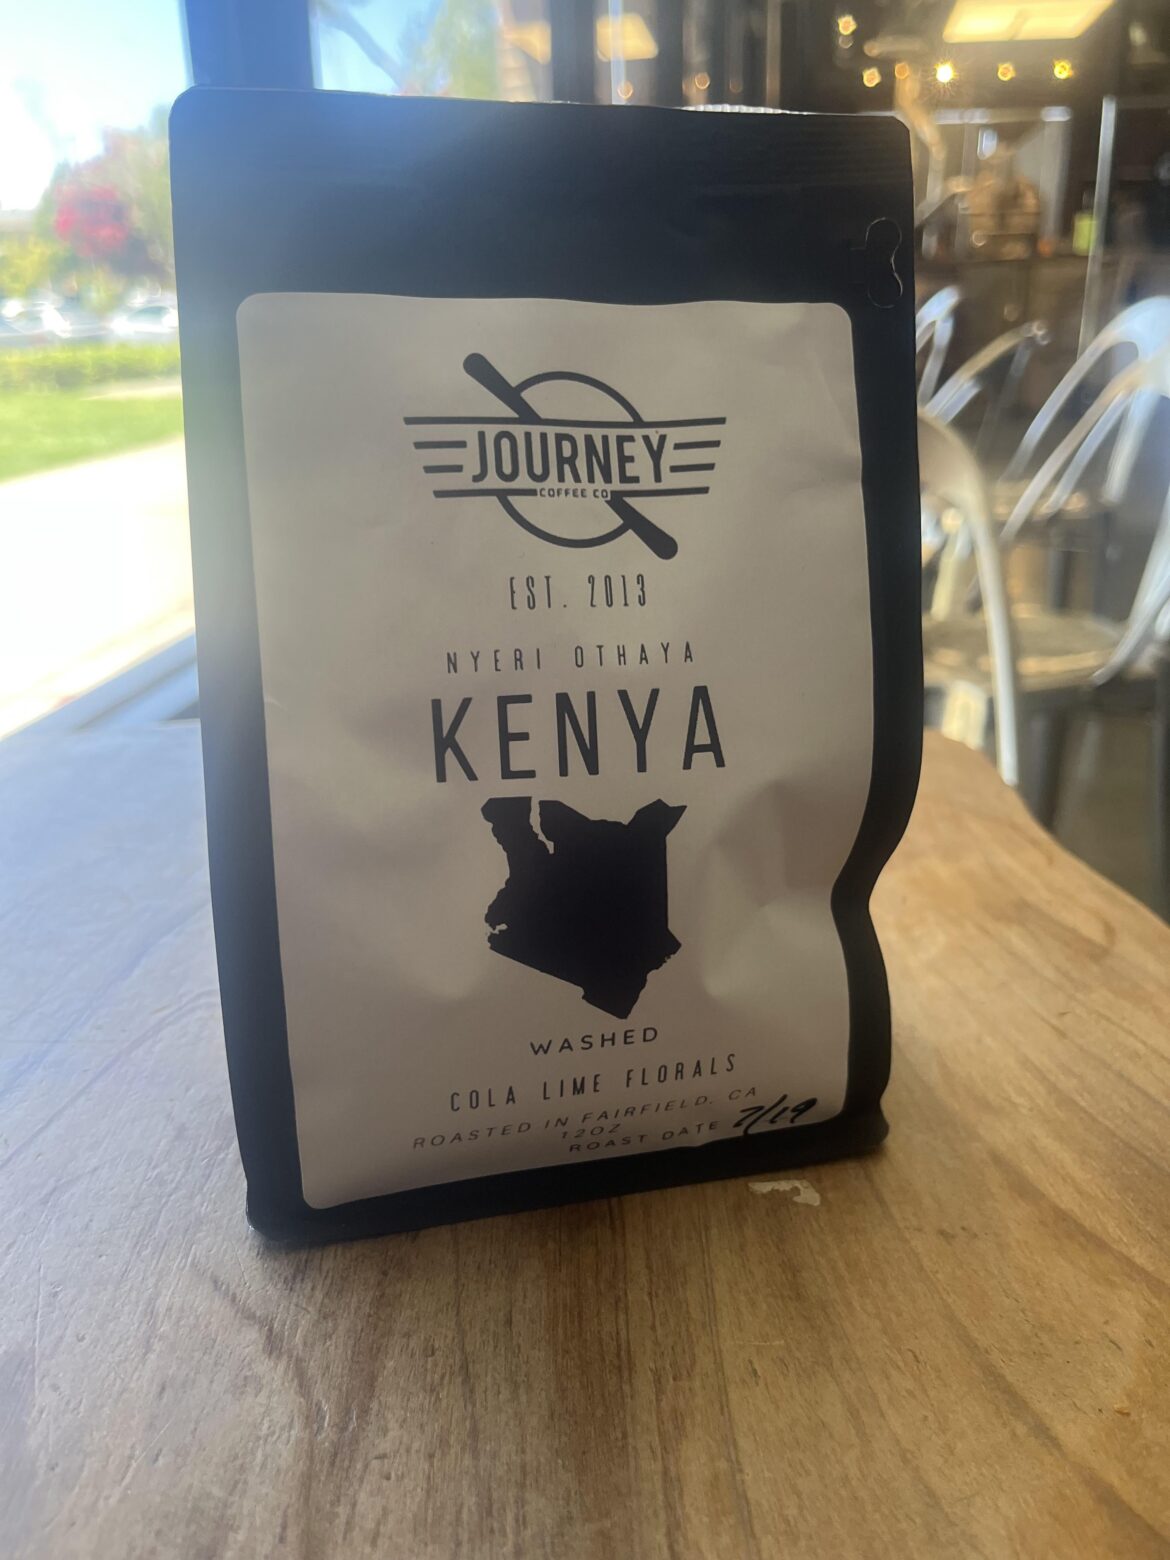 JOURNEY
COFFEE CO
EST. 2013
NYERI OTHAYA
KENYA
WASHED
COLA LIME FLORALS
ROASTED IN FAIRFIELD, CA
12OZ
ROAST DATE 7/19